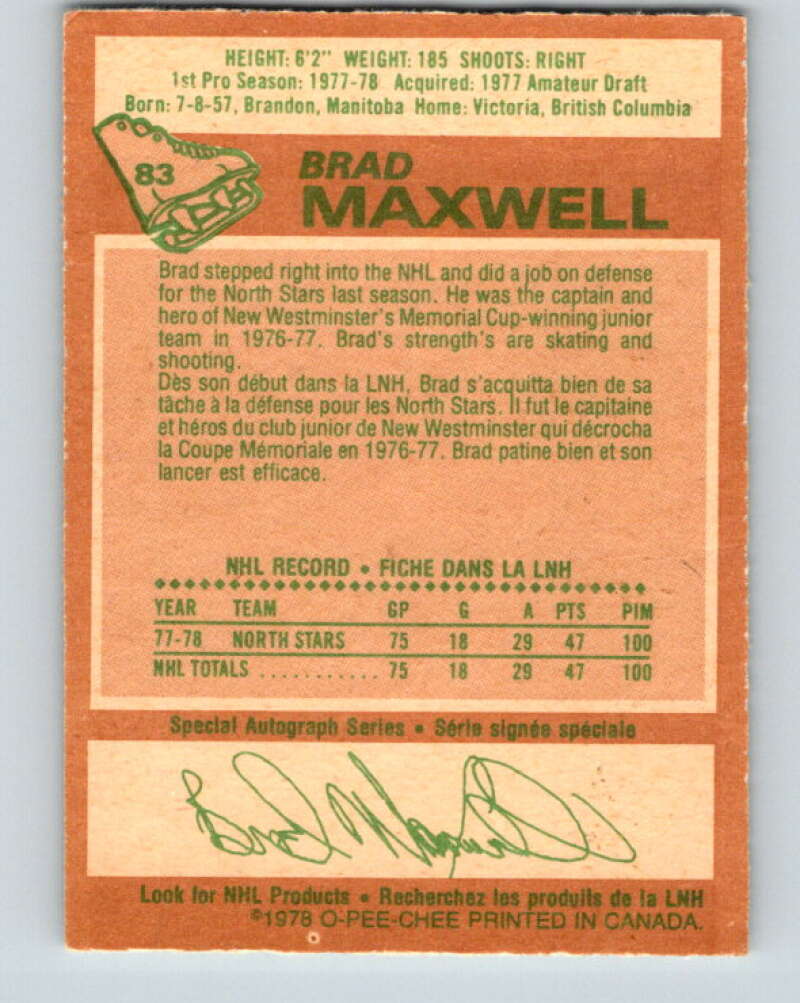 HEIGHT: 6'2" WEIGHT: 185 SHOOTS: RIGHT
1st Pro Season: 1977-78 Acquired: 1977 Amateur Draft
Born: 7-8-57, Brandon, Manitoba Home: Victoria, British Columbia
83
BRAD
MAXWELL
Brad stepped right into the NHL and did a job on defense
for the North Stars last season. He was the captain and
hero of New Westminster's Memorial Cup-winning junior
team in 1976-77. Brad's strength's are skating and
shooting.
Dès son début dans la LNH, Brad s'acquitta bien de sa
tâche à la défense pour les North Stars. Il fut le capitaine
et héros du club junior de New Westminster qui décrocha
la Coupe Mémoriale en 1976-77. Brad patine bien et son
lancer est efficace.
NHL RECORD • FICHE DANS LA LNH
YEAR TEAM GP G A PTS PIM
77-78 NORTH STARS 75 18 29 47 100
NHL TOTALS ............ 75 18 29 47 100
Special Autograph Series • Série signée spéciale
Brad Maxwell
Look for NHL Products • Recherchez les produits de la LNH
©1978 O-PEE-CHEE PRINTED IN CANADA.